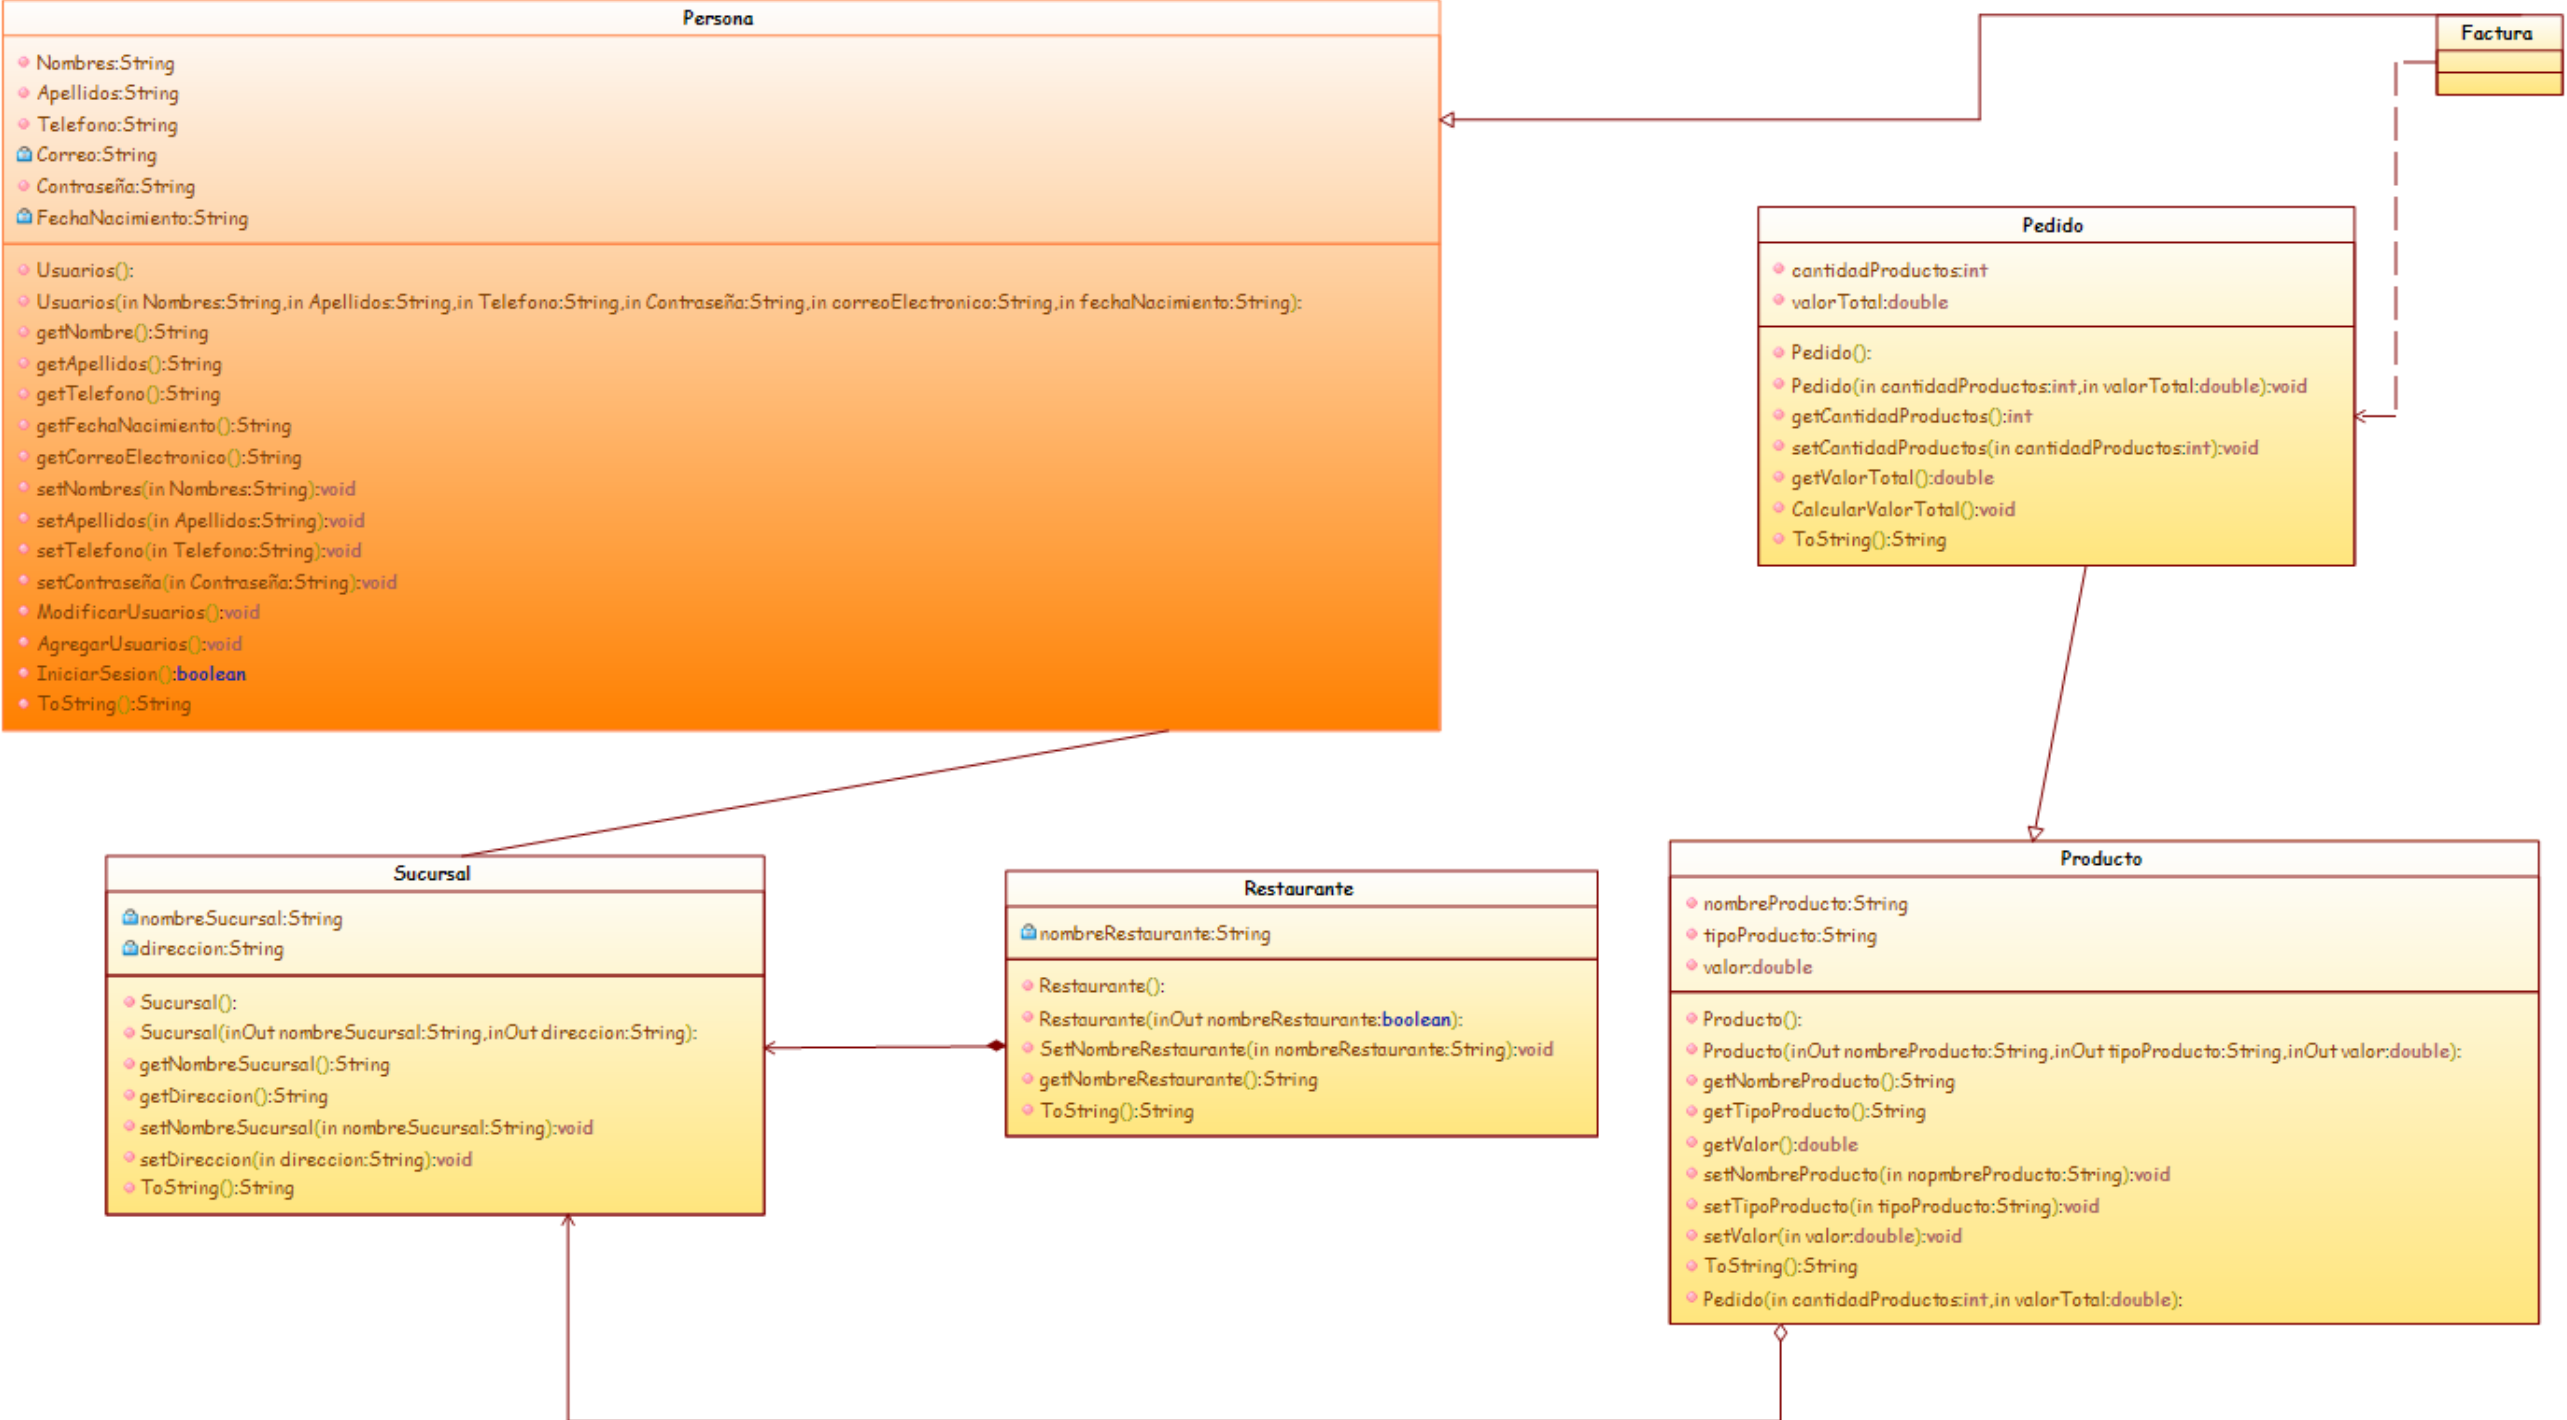 Persona
Nombres:String
Apellidos:String
Telefono:String
Correo:String
Contraseña:String
FechaNacimiento:String
Usuarios():
Usuarios(in Nombres:String,in Apellidos:String,in Telefono:String,in Contraseña:String,in correoElectronico:String,in fechaNacimiento:String):
getNombre():String
getApellidos():String
getTelefono():String
getFechaNacimiento():String
getCorreoElectronico():String
setNombres(in Nombres:String):void
setApellidos(in Apellidos:String):void
setTelefono(in Telefono:String):void
setContraseña(in Contraseña:String):void
ModificarUsuarios():void
AgregarUsuarios():void
IniciarSesion():boolean
ToString():String
Factura
Pedido
cantidadProductos:int
valorTotal:double
Pedido():
Pedido(in cantidadProductos:int,in valorTotal:double):void
getCantidadProductos():int
setCantidadProductos(in cantidadProductos:int):void
getValorTotal():double
CalcularValorTotal():void
ToString():String
Sucursal
nombreSucursal:String
direccion:String
Sucursal():
Sucursal(inOut nombreSucursal:String,inOut direccion:String):
getNombreSucursal():String
getDireccion():String
setNombreSucursal(in nombreSucursal:String):void
setDireccion(in direccion:String):void
ToString():String
Restaurante
nombreRestaurante:String
Restaurante():
Restaurante(inOut nombreRestaurante:boolean):
SetNombreRestaurante(in nombreRestaurante:String):void
getNombreRestaurante():String
ToString():String
Producto
nombreProducto:String
tipoProducto:String
valor:double
Producto():
Producto(inOut nombreProducto:String,inOut tipoProducto:String,inOut valor:double):
getNombreProducto():String
getTipoProducto():String
getValor():double
setNombreProducto(in nopmbreProducto:String):void
setTipoProducto(in tipoProducto:String):void
setValor(in valor:double):void
ToString():String
Pedido(in cantidadProductos:int,in valorTotal:double):